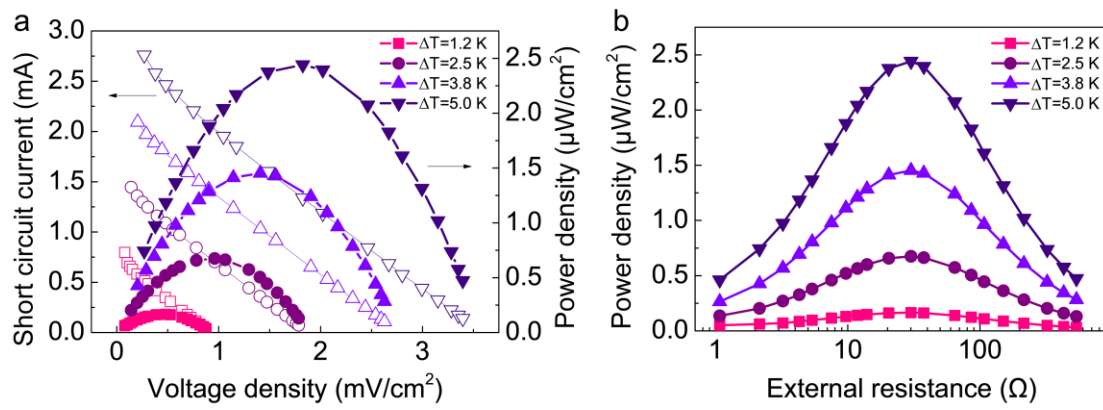 a
Short circuit current (mA)
3.0
2.5
2.0
1.5
1.0
0.5
0.0
0 1 2 3
Voltage density (mV/cm²)
2.5
2.0
1.5
1.0
0.5
0.0
Power density (µW/cm²)
ΔT=1.2 K
ΔT=2.5 K
ΔT=3.8 K
ΔT=5.0 K
b
Power density (µW/cm²)
2.5
2.0
1.5
1.0
0.5
0.0
1 10 100
External resistance (Ω)
ΔT=1.2 K
ΔT=2.5 K
ΔT=3.8 K
ΔT=5.0 K